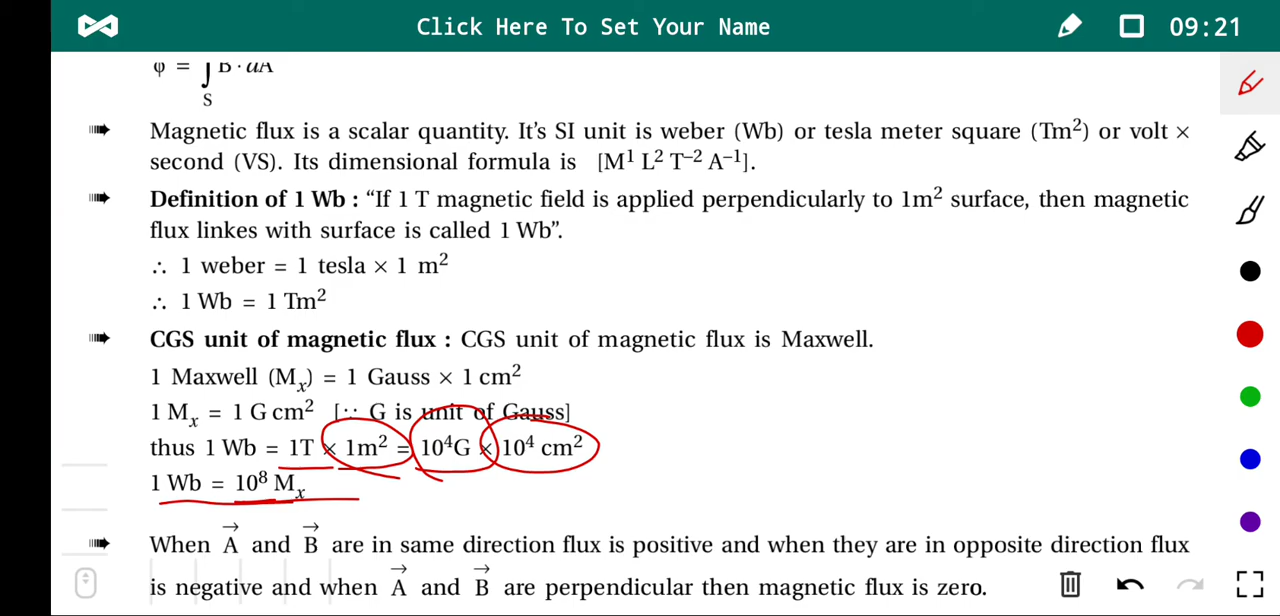 Click Here To Set Your Name
09:21
φ = ∫ B · dA
S
Magnetic flux is a scalar quantity. It's SI unit is weber (Wb) or tesla meter square (Tm²) or volt ×
second (VS). Its dimensional formula is [M¹ L² T⁻² A⁻¹].
Definition of 1 Wb : “If 1 T magnetic field is applied perpendicularly to 1m² surface, then magnetic
flux linkes with surface is called 1 Wb”.
∴ 1 weber = 1 tesla × 1 m²
∴ 1 Wb = 1 Tm²
CGS unit of magnetic flux : CGS unit of magnetic flux is Maxwell.
1 Maxwell (Mₓ) = 1 Gauss × 1 cm²
1 Mₓ = 1 G cm² [∵ G is unit of Gauss]
thus 1 Wb = 1T × 1m² = 10⁴G × 10⁴ cm²
1 Wb = 10⁸ Mₓ
When A⃗ and B⃗ are in same direction flux is positive and when they are in opposite direction flux
is negative and when A⃗ and B⃗ are perpendicular then magnetic flux is zero.